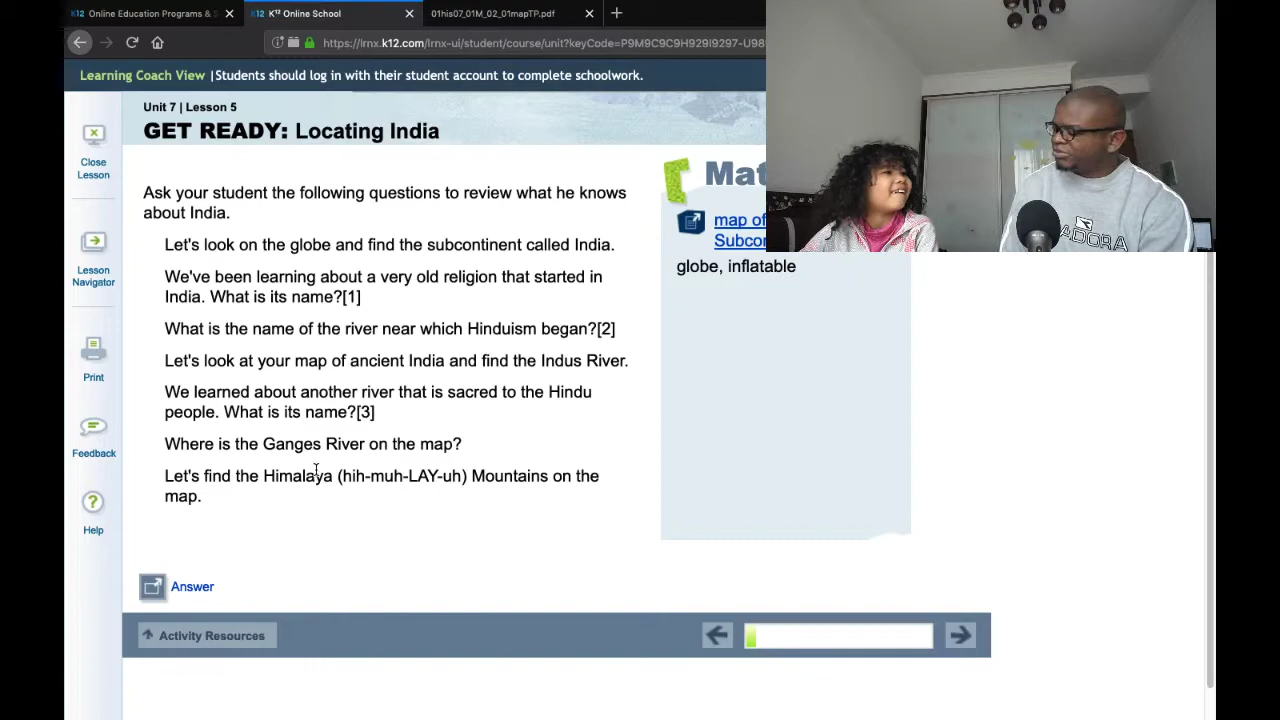 Online Education Programs & S
K12 Online School
01his07_01M_02_01mapTP.pdf
https://lrnx.k12.com/lrnx-ui/student/course/unit?keyCode=P9M9C9C9H929I9297-U98
Learning Coach View | Students should log in with their student account to complete schoolwork.
Unit 7 | Lesson 5
GET READY: Locating India
Close
Lesson
Lesson
Navigator
Print
Feedback
Help
Ask your student the following questions to review what he knows
about India.
Let's look on the globe and find the subcontinent called India.
We've been learning about a very old religion that started in
India. What is its name?[1]
What is the name of the river near which Hinduism began?[2]
Let's look at your map of ancient India and find the Indus River.
We learned about another river that is sacred to the Hindu
people. What is its name?[3]
Where is the Ganges River on the map?
Let's find the Himalaya (hih-muh-LAY-uh) Mountains on the
map.
Mat
map of
Subcon
globe, inflatable
ADORA
Answer
Activity Resources